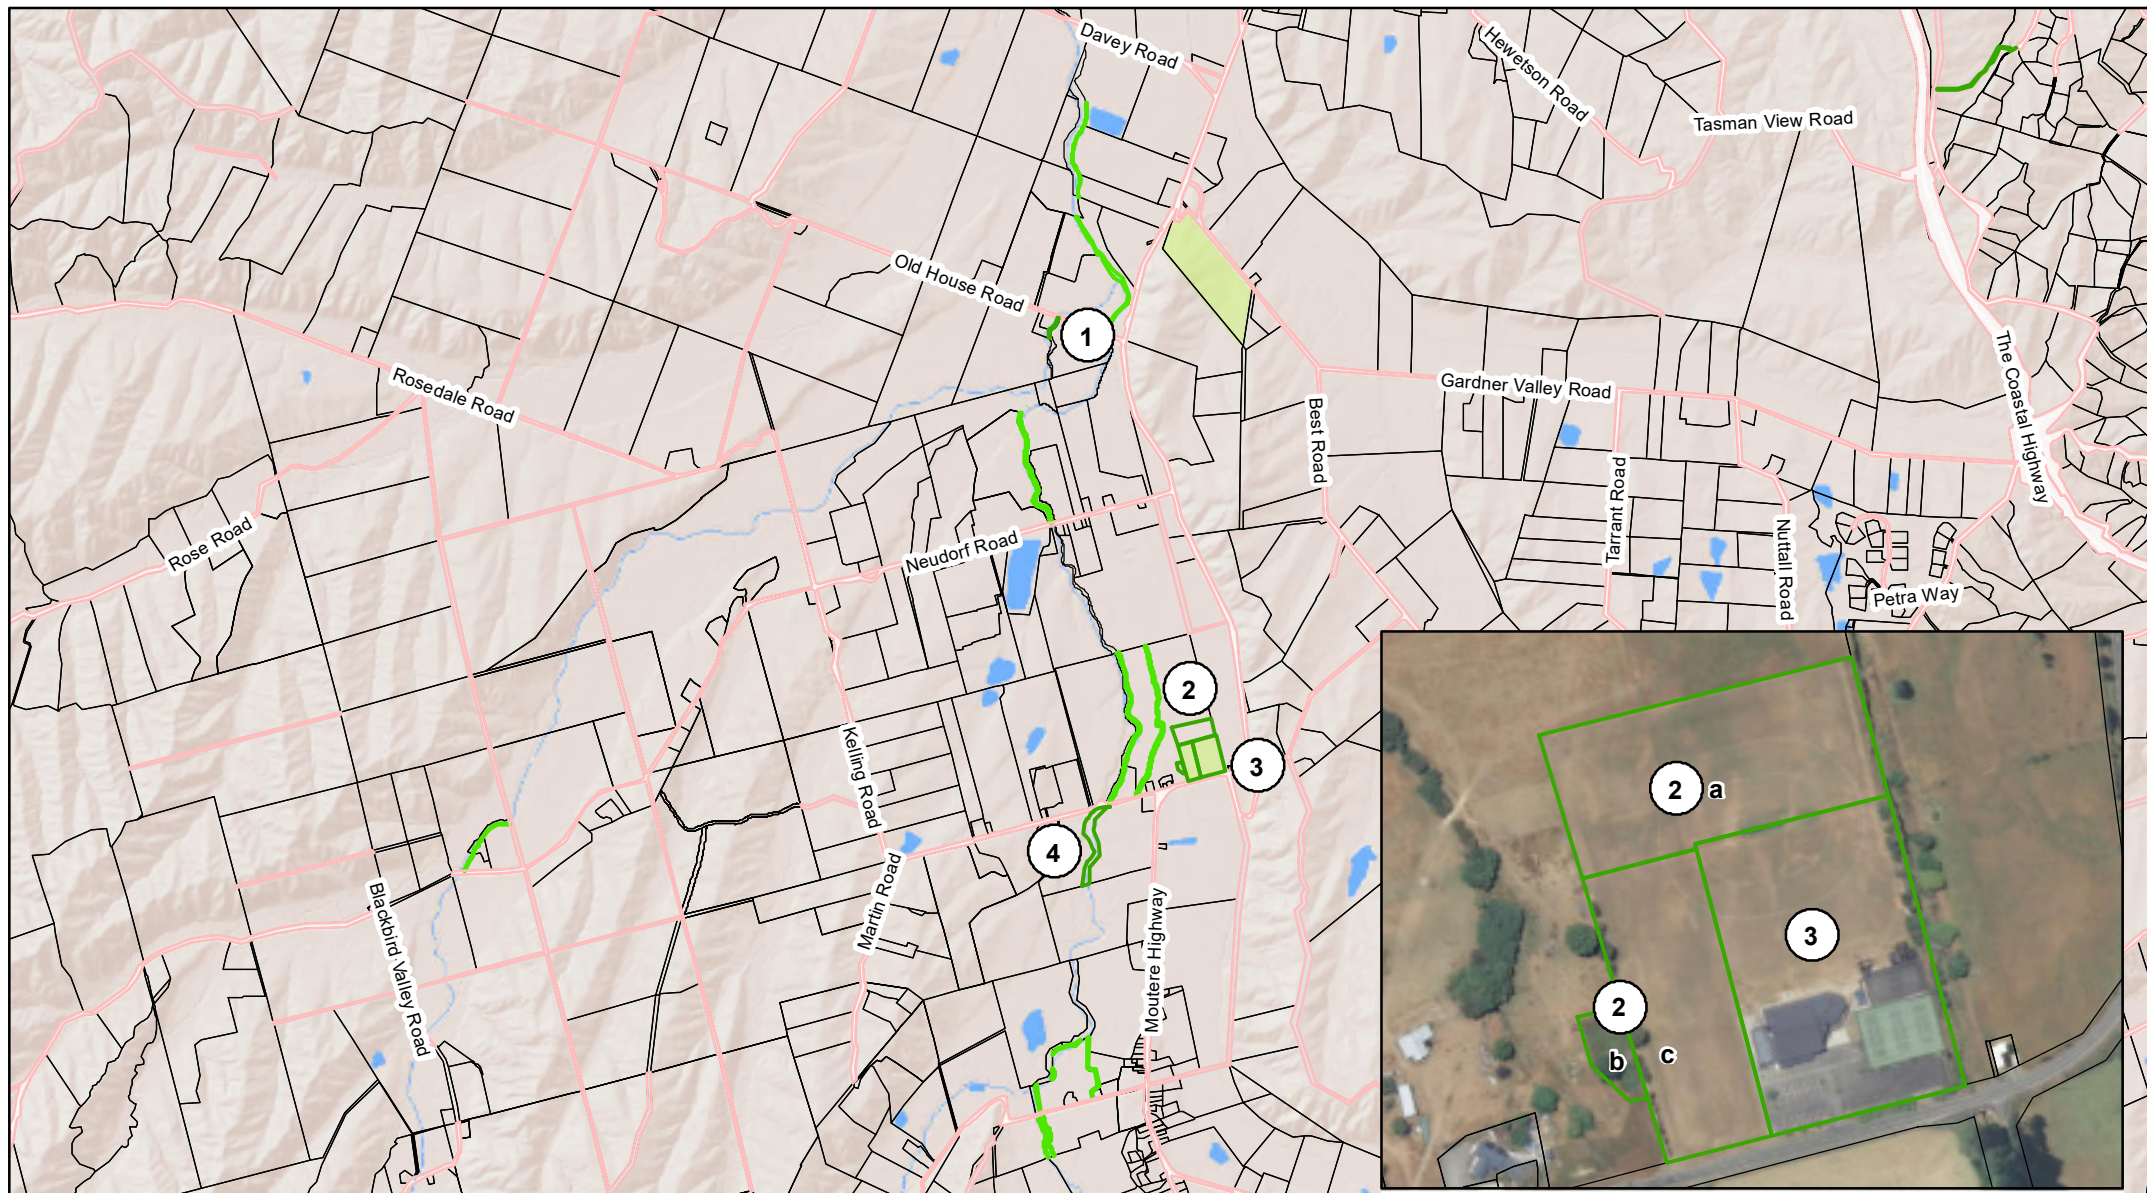 Davey Road
Hewetson Road
Tasman View Road
Old House Road
1
The Coastal Highway
Rosedale Road
Gardner Valley Road
Best Road
Rose Road
Neudorf Road
Tarrant Road
Nuttall Road
Petra Way
2
Kelling Road
3
4
Martin Road
Blackbird Valley Road
Moutere Highway
2 a
3
2
b
c